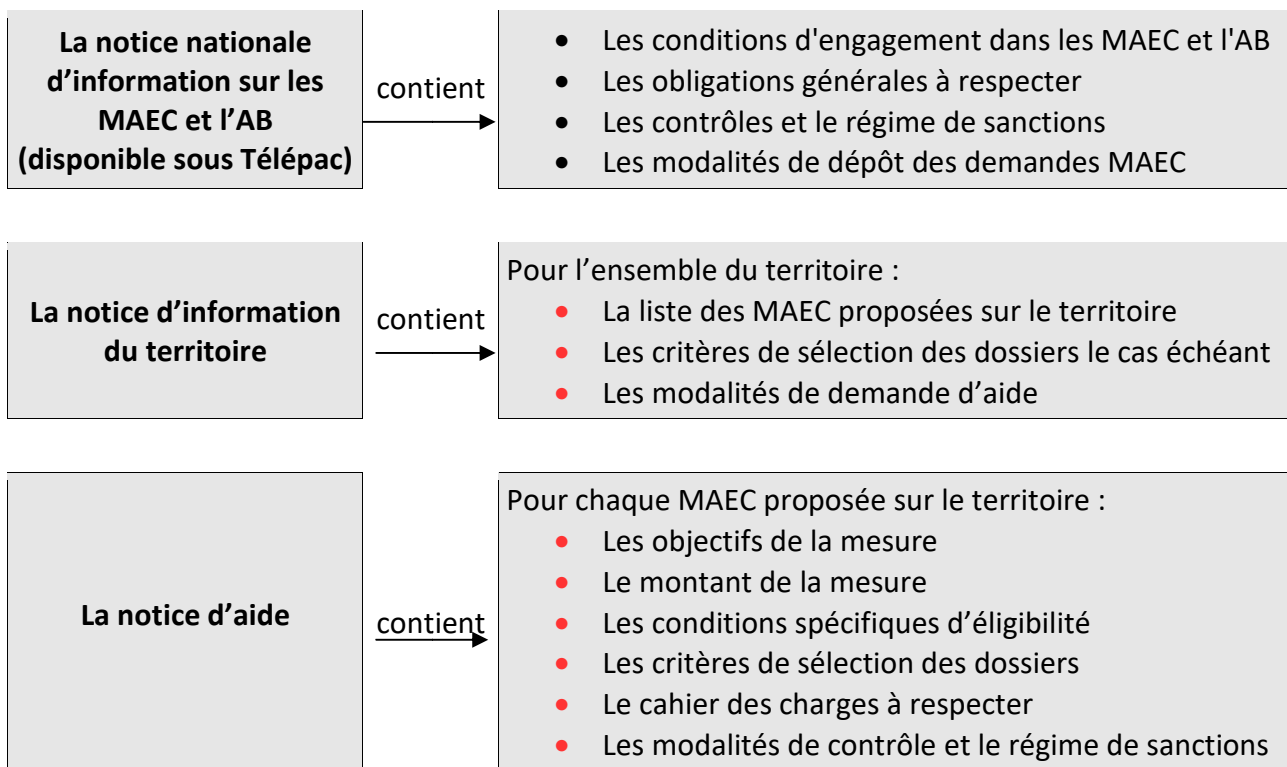 La notice nationale
d’information sur les
MAEC et l’AB
(disponible sous Télépac)
contient
• Les conditions d'engagement dans les MAEC et l'AB
• Les obligations générales à respecter
• Les contrôles et le régime de sanctions
• Les modalités de dépôt des demandes MAEC
La notice d’information
du territoire
contient
Pour l’ensemble du territoire :
• La liste des MAEC proposées sur le territoire
• Les critères de sélection des dossiers le cas échéant
• Les modalités de demande d’aide
La notice d’aide
contient
Pour chaque MAEC proposée sur le territoire :
• Les objectifs de la mesure
• Le montant de la mesure
• Les conditions spécifiques d’éligibilité
• Les critères de sélection des dossiers
• Le cahier des charges à respecter
• Les modalités de contrôle et le régime de sanctions